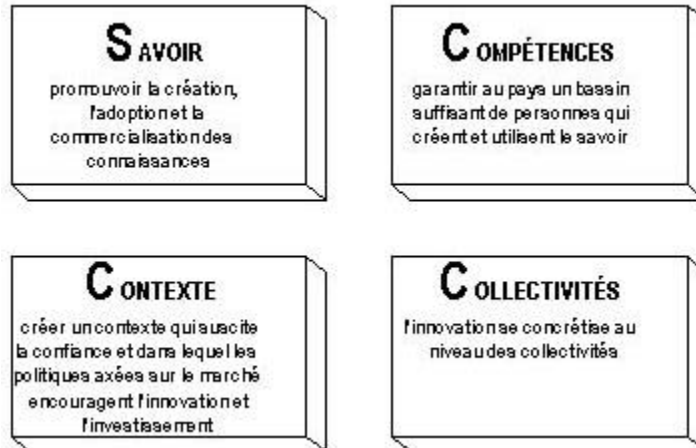 SAVOIR
promouvoir la création,
l'adoption et la
commercialisation des
connaissances
COMPÉTENCES
garantir au pays un bassin
suffisant de personnes qui
créent et utilisent le savoir
CONTEXTE
créer un contexte qui suscite
la confiance et dans lequel les
politiques axées sur le marché
encouragent l'innovation et
l'investissement
COLLECTIVITÉS
l'innovation se concrétise au
niveau des collectivités